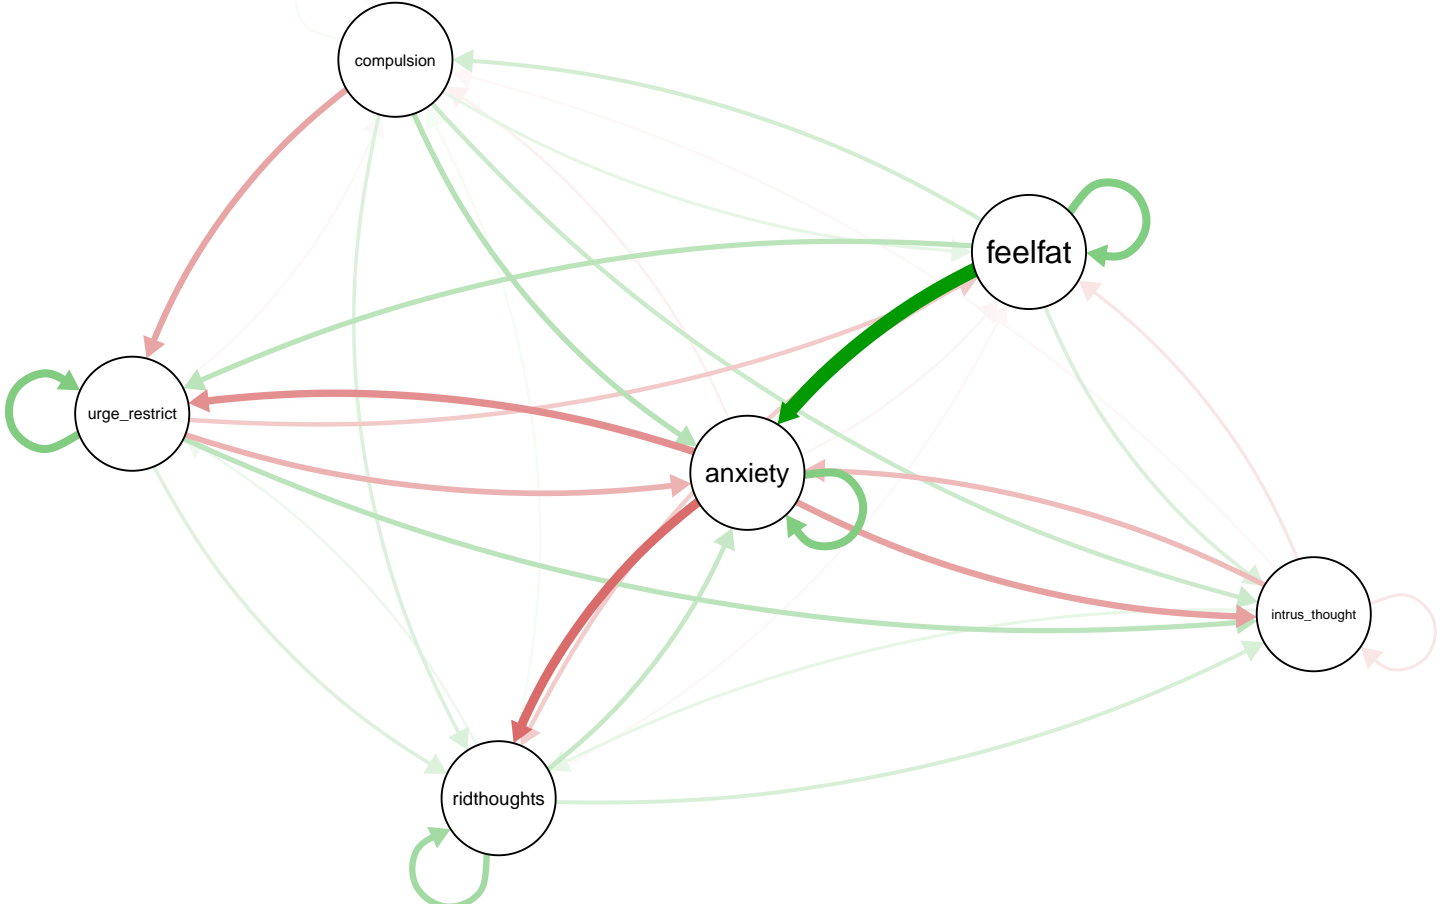 compulsion
feelfat
urge_restrict
anxiety
intrus_thought
ridthoughts